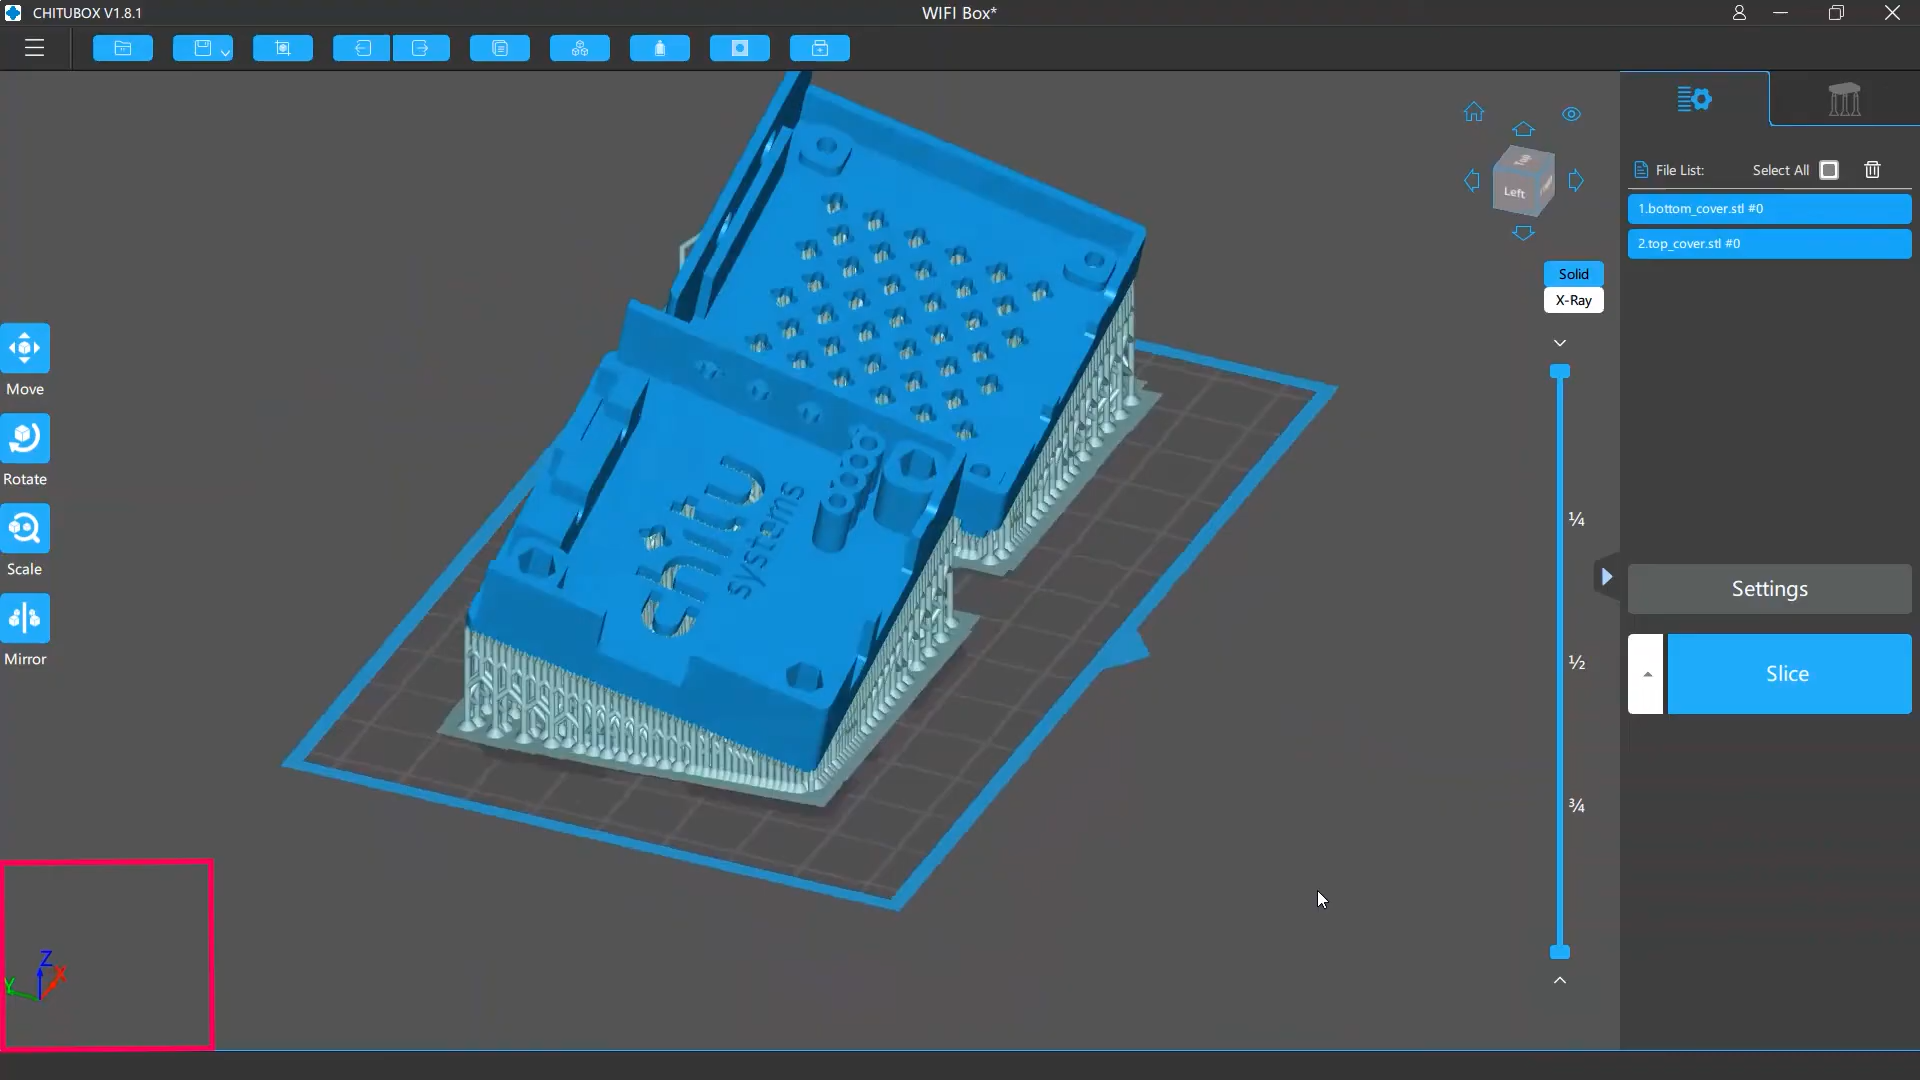 CHITUBOX V1.8.1
WIFI Box*
File List:
Select All
1.bottom_cover.stl #0
2.top_cover.stl #0
Left
Solid
X-Ray
Move
Rotate
Scale
Mirror
chitu
systems
¼
½
¾
Settings
Slice
Z
X
Y